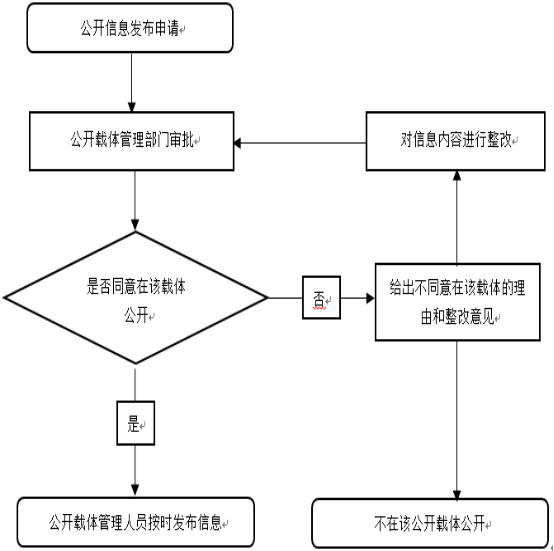 公开信息发布申请
公开载体管理部门审批
对信息内容进行整改
是否同意在该载体
公开
否
给出不同意在该载体的理
由和整改意见
是
公开载体管理人员按时发布信息
不在该公开载体公开